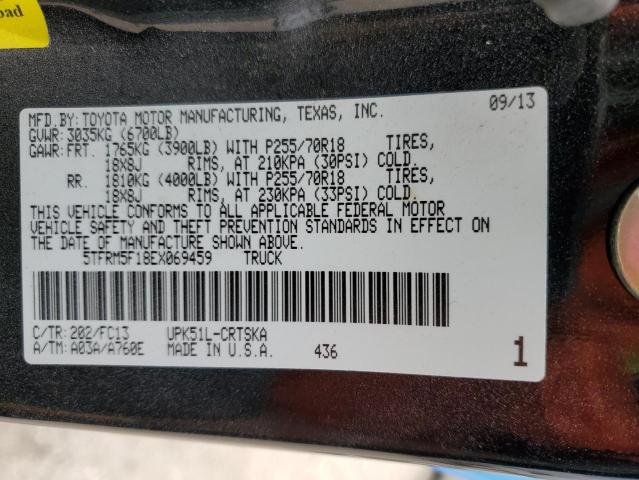 oad
MFD.BY: TOYOTA MOTOR MANUFACTURING, TEXAS, INC. 09/13
GVWR: 3035KG (6700LB)
GAWR: FRT. 1765KG (3900LB) WITH P255/70R18 TIRES,
18X8J RIMS, AT 210KPA (30PSI) COLD.
RR. 1810KG (4000LB) WITH P255/70R18 TIRES,
18X8J RIMS, AT 230KPA (33PSI) COLD.
THIS VEHICLE CONFORMS TO ALL APPLICABLE FEDERAL MOTOR
VEHICLE SAFETY AND THEFT PREVENTION STANDARDS IN EFFECT ON
THE DATE OF MANUFACTURE SHOWN ABOVE.
5TFRM5F18EX069459 TRUCK
C/TR: 202/FC13 UPK51L-CRTSKA
A/TM: A03A/A760E MADE IN U.S.A. 436 1